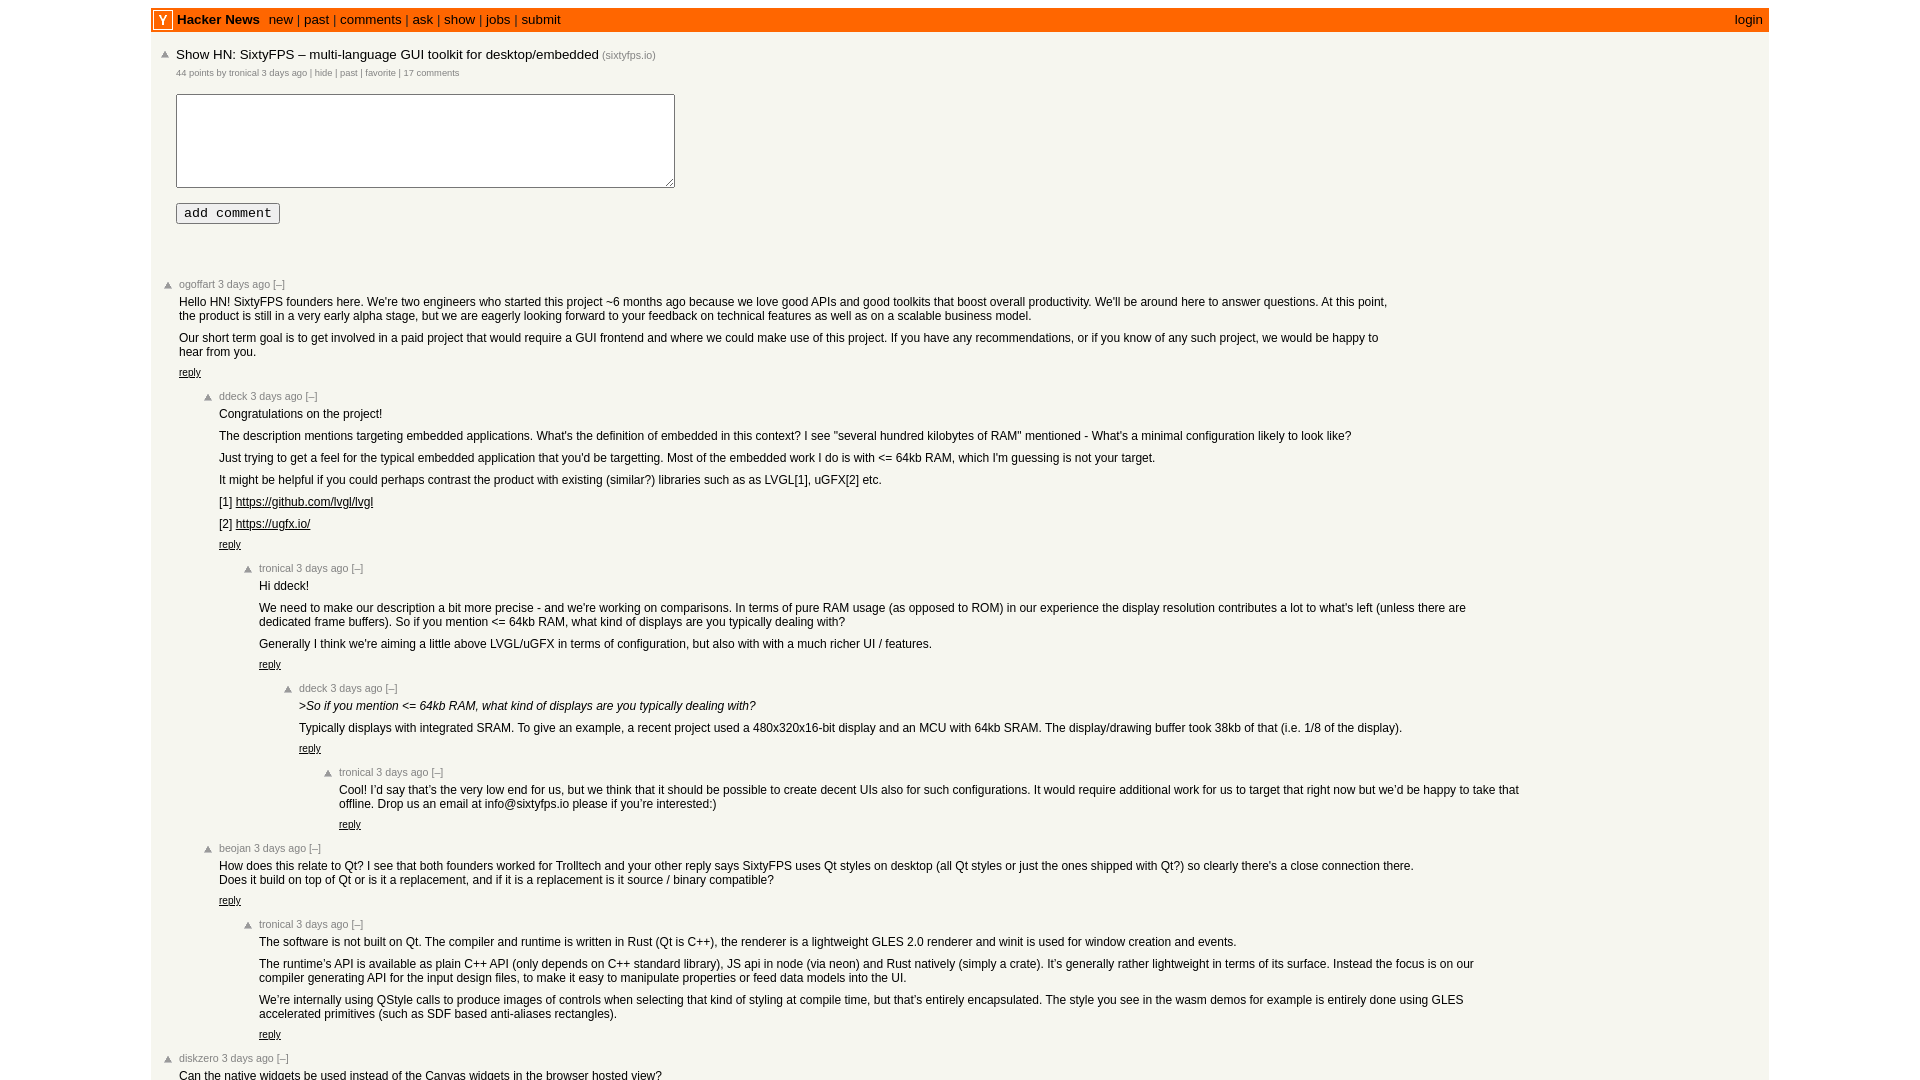 Y Hacker News new | past | comments | ask | show | jobs | submit login
Show HN: SixtyFPS – multi-language GUI toolkit for desktop/embedded (sixtyfps.io)
44 points by tronical 3 days ago | hide | past | favorite | 17 comments
add comment
ogoffart 3 days ago [–]
Hello HN! SixtyFPS founders here. We're two engineers who started this project ~6 months ago because we love good APIs and good toolkits that boost overall productivity. We'll be around here to answer questions. At this point,
the product is still in a very early alpha stage, but we are eagerly looking forward to your feedback on technical features as well as on a scalable business model.
Our short term goal is to get involved in a paid project that would require a GUI frontend and where we could make use of this project. If you have any recommendations, or if you know of any such project, we would be happy to
hear from you.
reply
ddeck 3 days ago [–]
Congratulations on the project!
The description mentions targeting embedded applications. What's the definition of embedded in this context? I see "several hundred kilobytes of RAM" mentioned - What's a minimal configuration likely to look like?
Just trying to get a feel for the typical embedded application that you'd be targetting. Most of the embedded work I do is with <= 64kb RAM, which I'm guessing is not your target.
It might be helpful if you could perhaps contrast the product with existing (similar?) libraries such as as LVGL[1], uGFX[2] etc.
[1] https://github.com/lvgl/lvgl
[2] https://ugfx.io/
reply
tronical 3 days ago [–]
Hi ddeck!
We need to make our description a bit more precise - and we're working on comparisons. In terms of pure RAM usage (as opposed to ROM) in our experience the display resolution contributes a lot to what's left (unless there are
dedicated frame buffers). So if you mention <= 64kb RAM, what kind of displays are you typically dealing with?
Generally I think we're aiming a little above LVGL/uGFX in terms of configuration, but also with with a much richer UI / features.
reply
ddeck 3 days ago [–]
>So if you mention <= 64kb RAM, what kind of displays are you typically dealing with?
Typically displays with integrated SRAM. To give an example, a recent project used a 480x320x16-bit display and an MCU with 64kb SRAM. The display/drawing buffer took 38kb of that (i.e. 1/8 of the display).
reply
tronical 3 days ago [–]
Cool! I’d say that’s the very low end for us, but we think that it should be possible to create decent UIs also for such configurations. It would require additional work for us to target that right now but we’d be happy to take that
offline. Drop us an email at info@sixtyfps.io please if you’re interested:)
reply
beojan 3 days ago [–]
How does this relate to Qt? I see that both founders worked for Trolltech and your other reply says SixtyFPS uses Qt styles on desktop (all Qt styles or just the ones shipped with Qt?) so clearly there's a close connection there.
Does it build on top of Qt or is it a replacement, and if it is a replacement is it source / binary compatible?
reply
tronical 3 days ago [–]
The software is not built on Qt. The compiler and runtime is written in Rust (Qt is C++), the renderer is a lightweight GLES 2.0 renderer and winit is used for window creation and events.
The runtime’s API is available as plain C++ API (only depends on C++ standard library), JS api in node (via neon) and Rust natively (simply a crate). It’s generally rather lightweight in terms of its surface. Instead the focus is on our
compiler generating API for the input design files, to make it easy to manipulate properties or feed data models into the UI.
We’re internally using QStyle calls to produce images of controls when selecting that kind of styling at compile time, but that’s entirely encapsulated. The style you see in the wasm demos for example is entirely done using GLES
accelerated primitives (such as SDF based anti-aliases rectangles).
reply
diskzero 3 days ago [–]
Can the native widgets be used instead of the Canvas widgets in the browser hosted view?